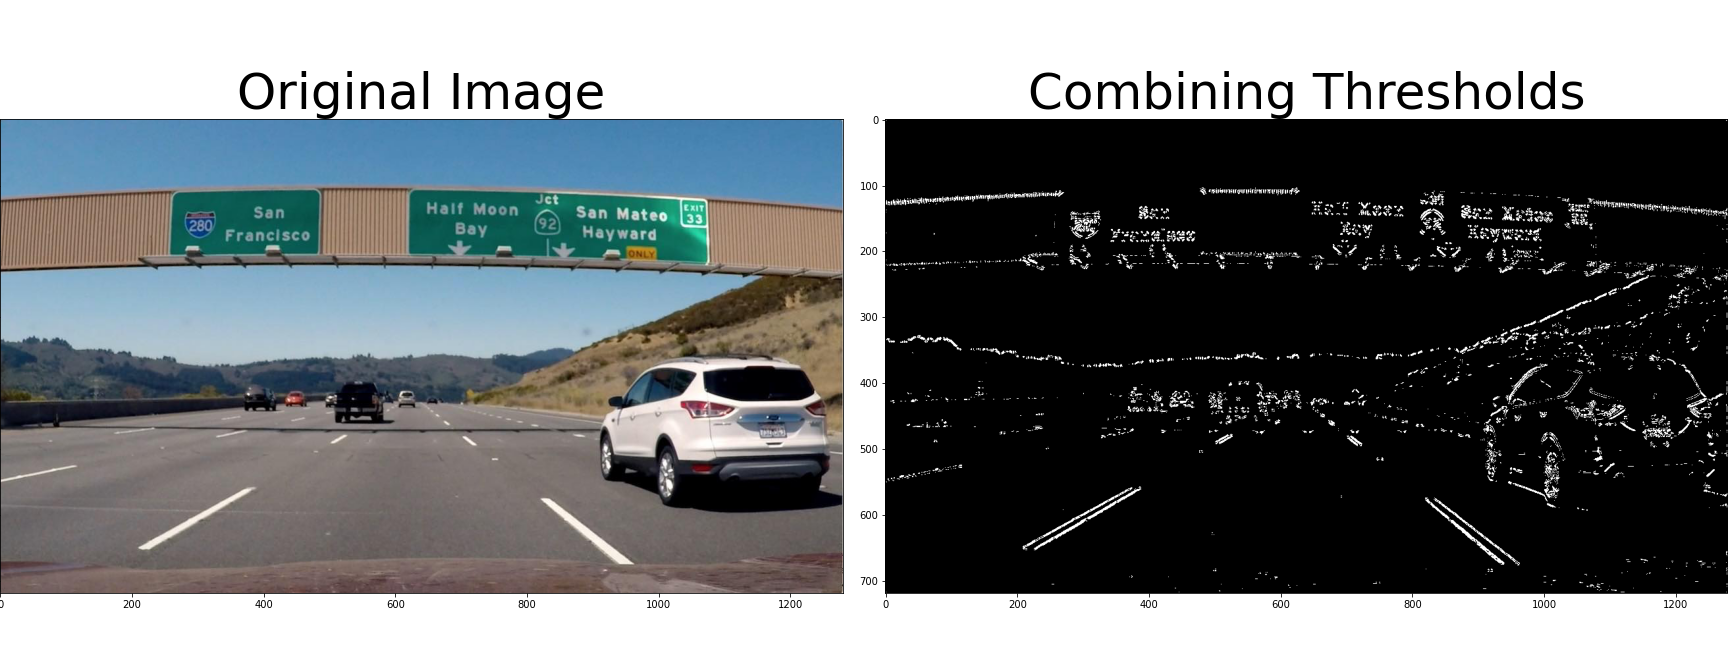 Original Image
Combining Thresholds
280
San
Francisco
Half Moon
Bay
Jct
92
San Mateo
Hayward
EXIT
33
ONLY
0
200
400
600
800
1000
1200
0
100
200
300
400
500
600
700
0
200
400
600
800
1000
1200